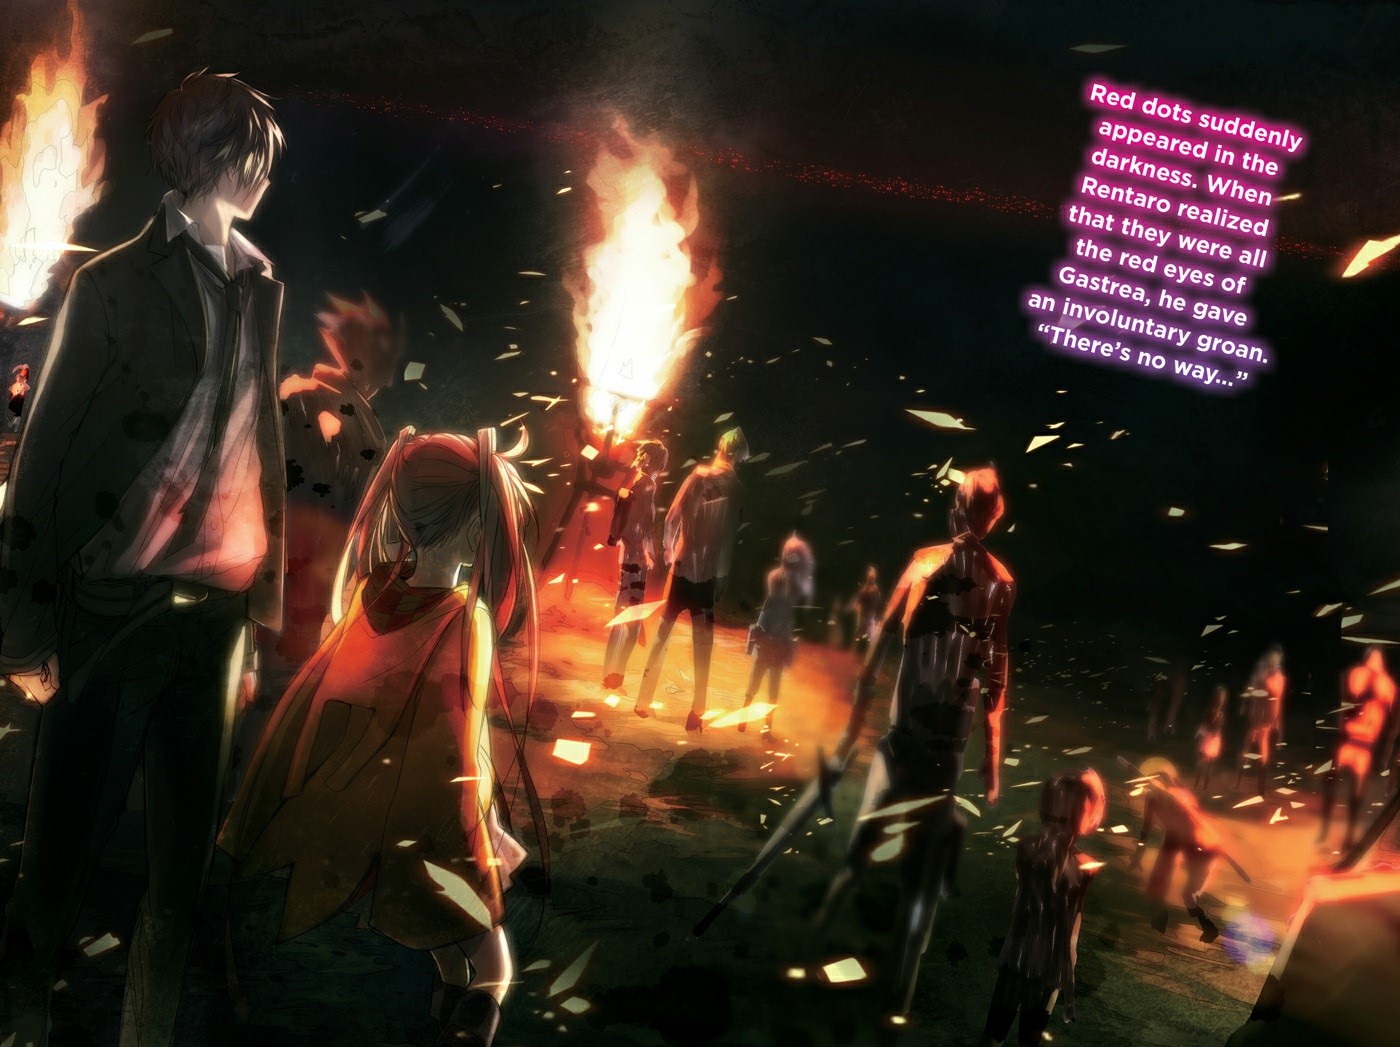 Red dots suddenly
appeared in the
darkness. When
Rentaro realized
that they were all
the red eyes of
Gastrea, he gave
an involuntary groan.
“There’s no way...”